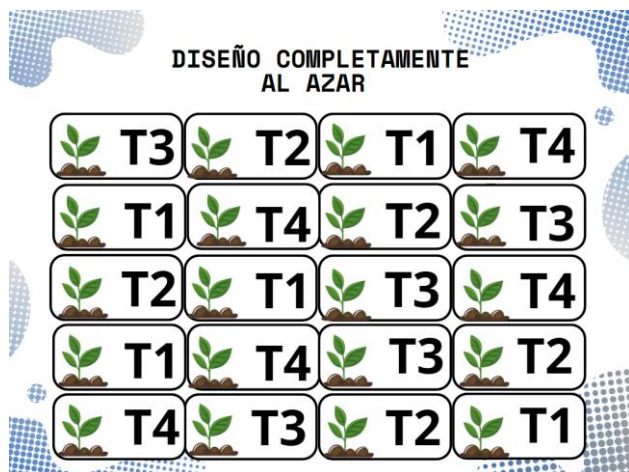 DISEÑO COMPLETAMENTE
AL AZAR
T3 T2 T1 T4
T1 T4 T2 T3
T2 T1 T3 T4
T1 T4 T3 T2
T4 T3 T2 T1